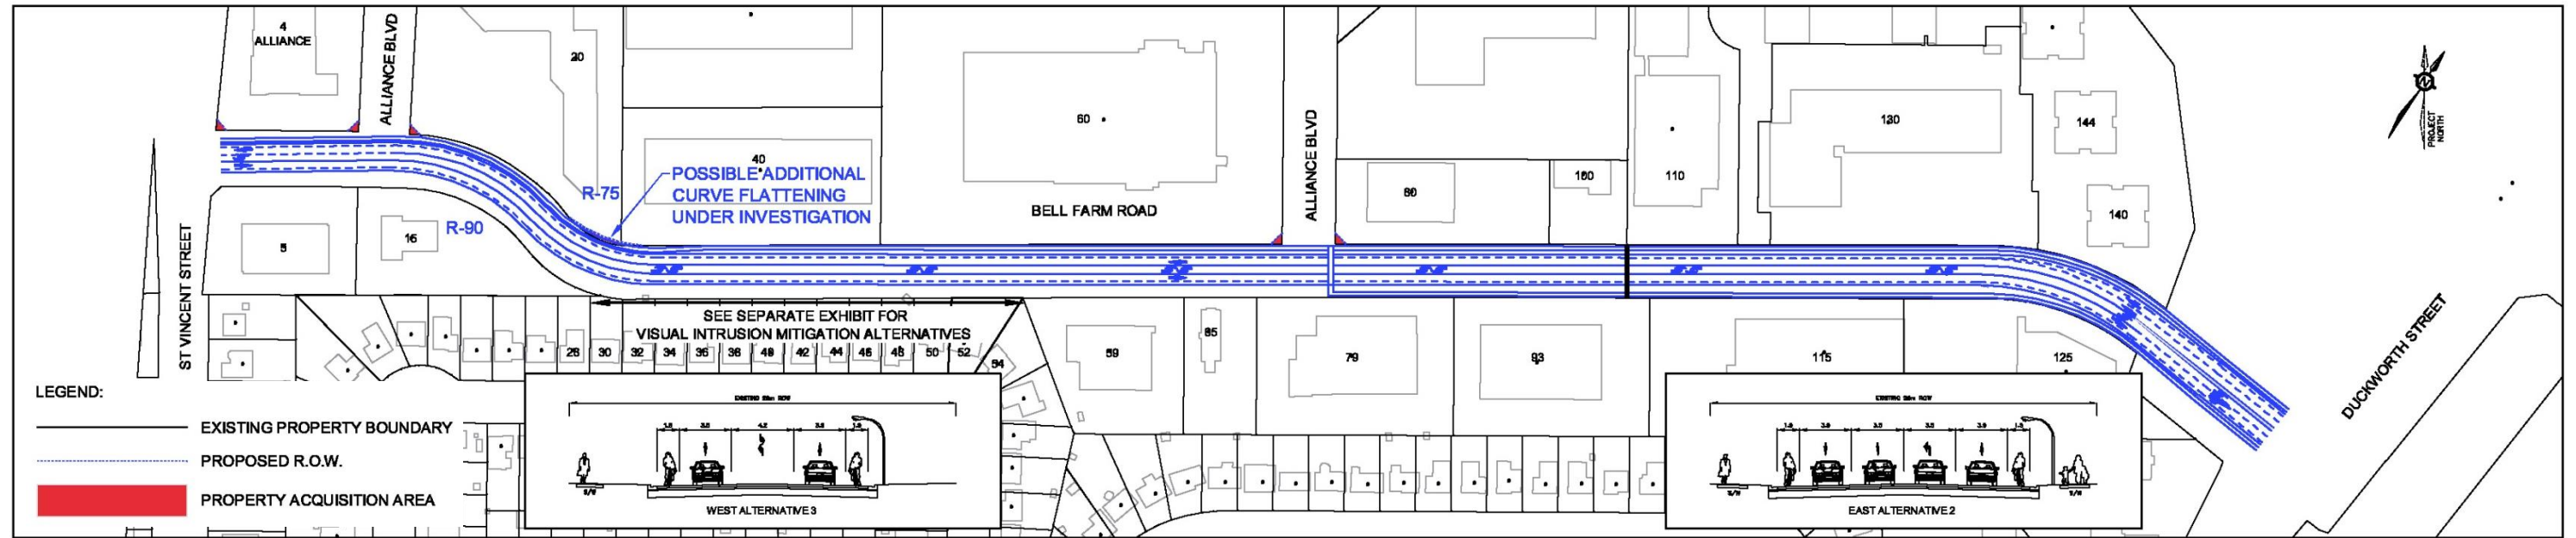 4
ALLIANCE
ALLIANCE BLVD
20
40
60
ALLIANCE BLVD
80
100
110
130
144
140
PROJECT
NORTH
R-75
POSSIBLE ADDITIONAL
CURVE FLATTENING
UNDER INVESTIGATION
BELL FARM ROAD
ST VINCENT STREET
5
16
R-90
SEE SEPARATE EXHIBIT FOR
VISUAL INTRUSION MITIGATION ALTERNATIVES
28 30 32 34 36 38 40 42 44 46 48 50 52
54
59
85
79
93
115
125
DUCKWORTH STREET
LEGEND:
EXISTING PROPERTY BOUNDARY
PROPOSED R.O.W.
PROPERTY ACQUISITION AREA
WEST ALTERNATIVE 3
EAST ALTERNATIVE 2